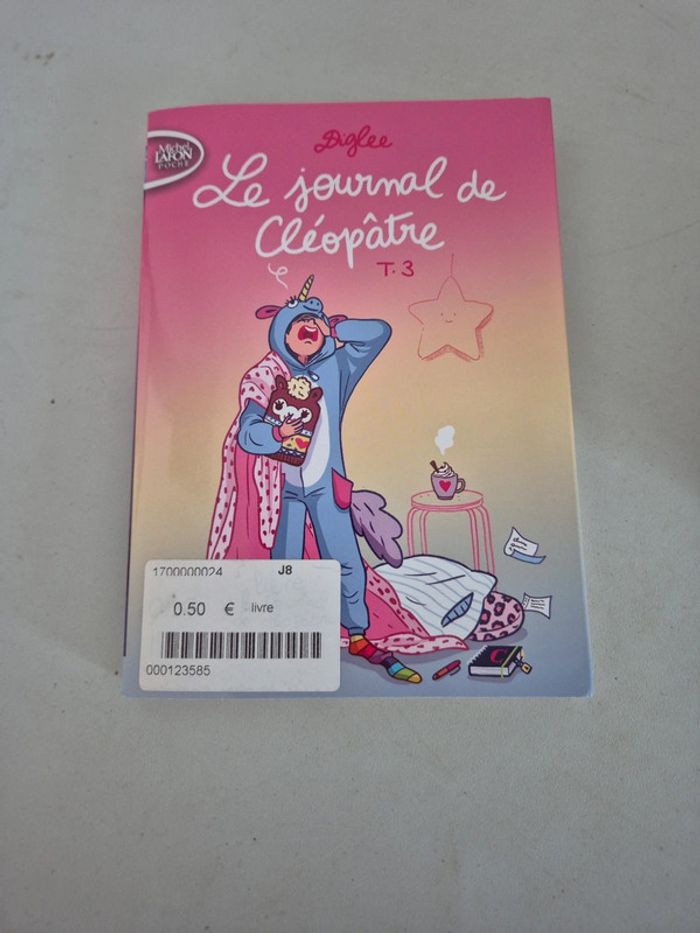 Diglee
Michel
LAFON
POCHE
Le journal de
Cléopâtre
T. 3
1700000024 J8
0.50 € livre
000123585
C